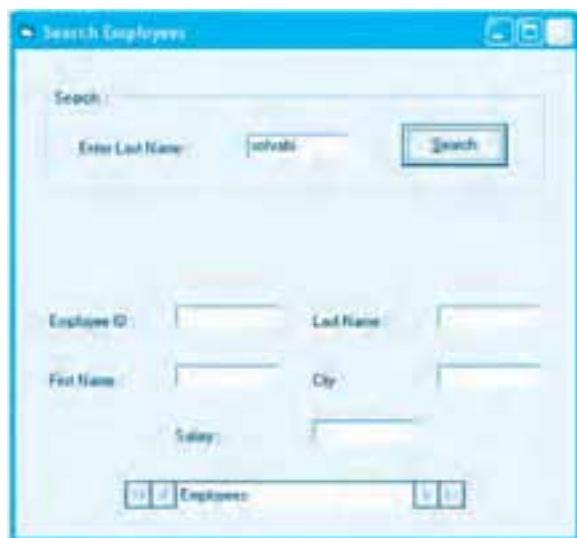 Search Employees
Search :
Enter Last Name :
Search
Employee ID :
Last Name :
First Name :
City
Salary :
Employees